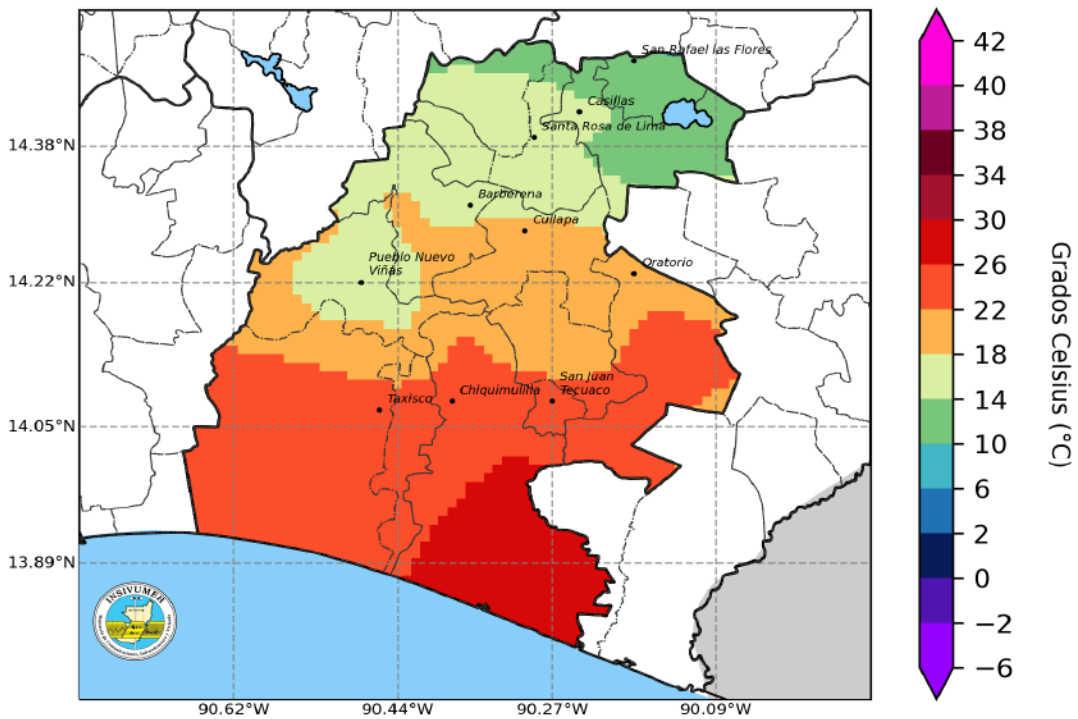 San Rafael las Flores
Casillas
Santa Rosa de Lima
14.38°N
Barberena
Cuilapa
Pueblo Nuevo
Viñas
Oratorio
14.22°N
San Juan
Tecuaco
Chiquimulilla
Taxisco
14.05°N
13.89°N
INSIVUMEH
90.62°W
90.44°W
90.27°W
90.09°W
42
40
38
34
30
26
22
18
14
10
6
2
0
−2
−6
Grados Celsius (°C)